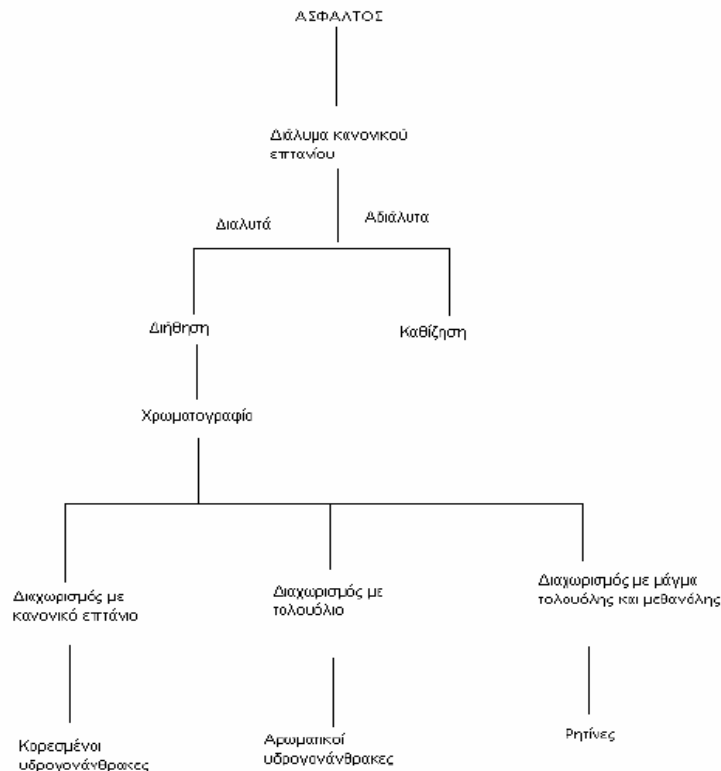 ΑΣΦΑΛΤΟΣ
Διάλυμα κανονικού
επτανίου
Διαλυτά
Αδιάλυτα
Διήθηση
Καθίζηση
Χρωματογραφία
Διαχωρισμός με
κανονικό επτάνιο
Διαχωρισμός με
τολουόλιο
Διαχωρισμός με μάγμα
τολουόλης και μεθανόλης
Κορεσμένοι
υδρογονάνθρακες
Αρωματικοί
υδρογονάνθρακες
Ρητίνες